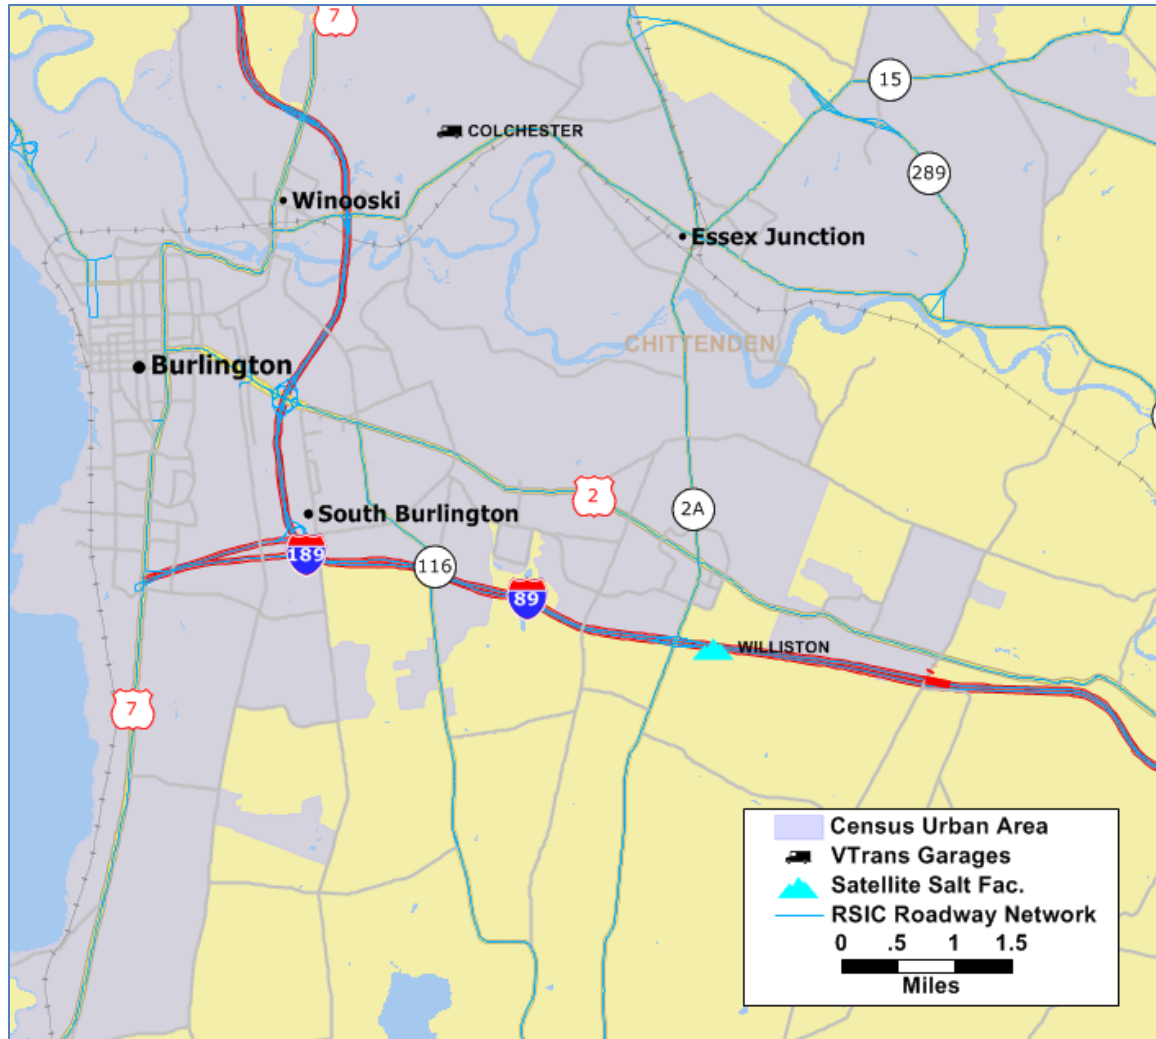 7
15
COLCHESTER
289
Winooski
Essex Junction
CHITTENDEN
Burlington
2
2A
South Burlington
189
116
89
WILLISTON
7
Census Urban Area
VTrans Garages
Satellite Salt Fac.
RSIC Roadway Network
0 .5 1 1.5
Miles